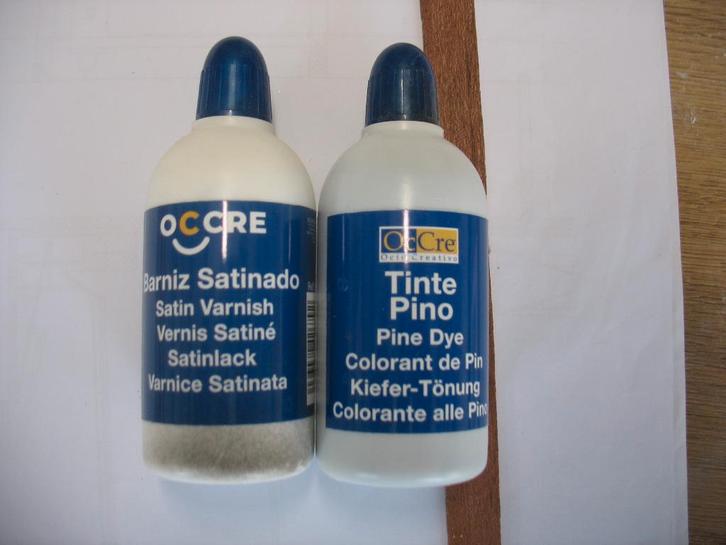 OCCRE
Barniz Satinado
Satin Varnish
Vernis Satiné
Satinlack
Varnice Satinata
OcCre
Ocio Creativo
Tinte
Pino
Pine Dye
Colorant de Pin
Kiefer-Tönung
Colorante alle Pino